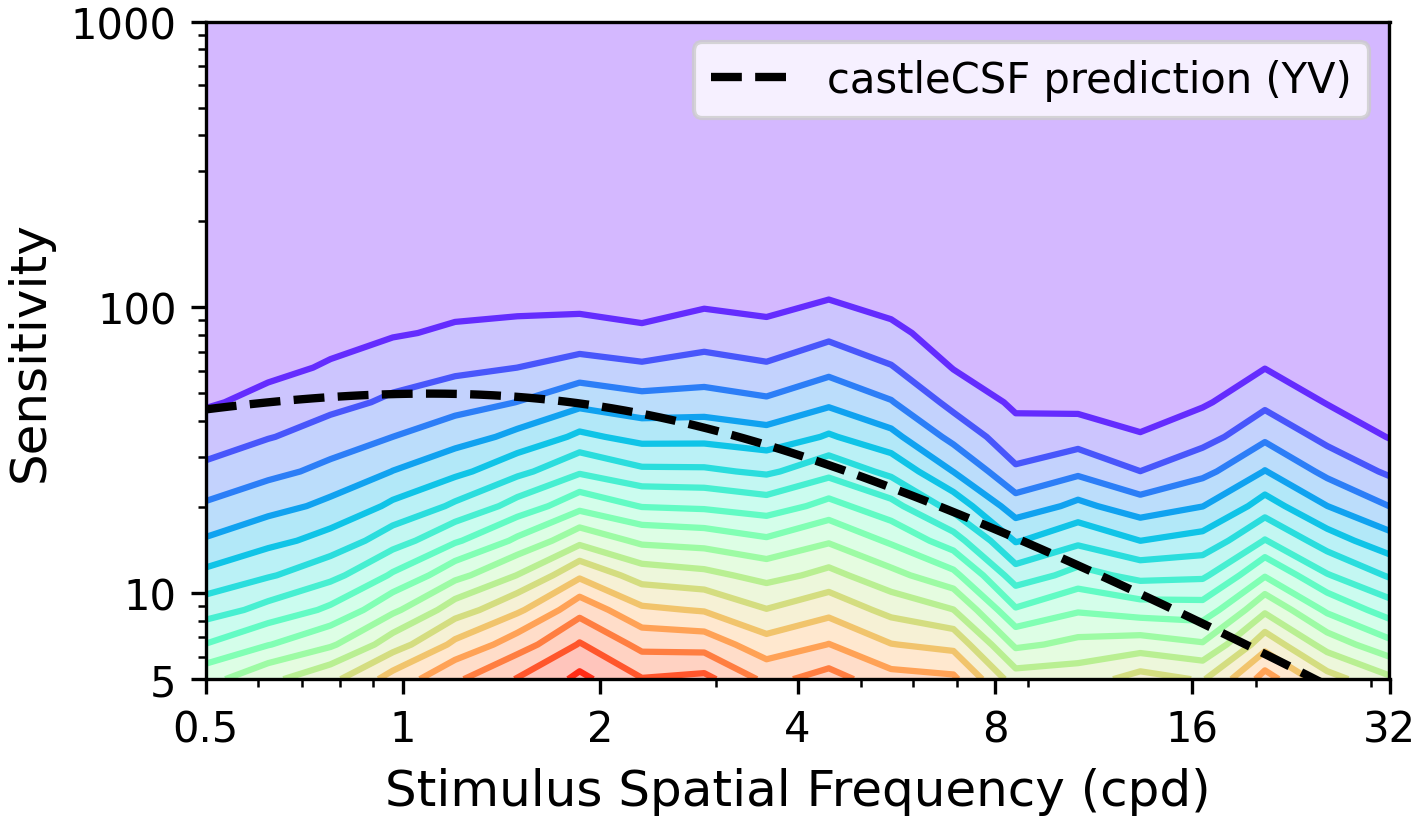 1000
100
10
5
Sensitivity
castleCSF prediction (YV)
0.5 1 2 4 8 16 32
Stimulus Spatial Frequency (cpd)